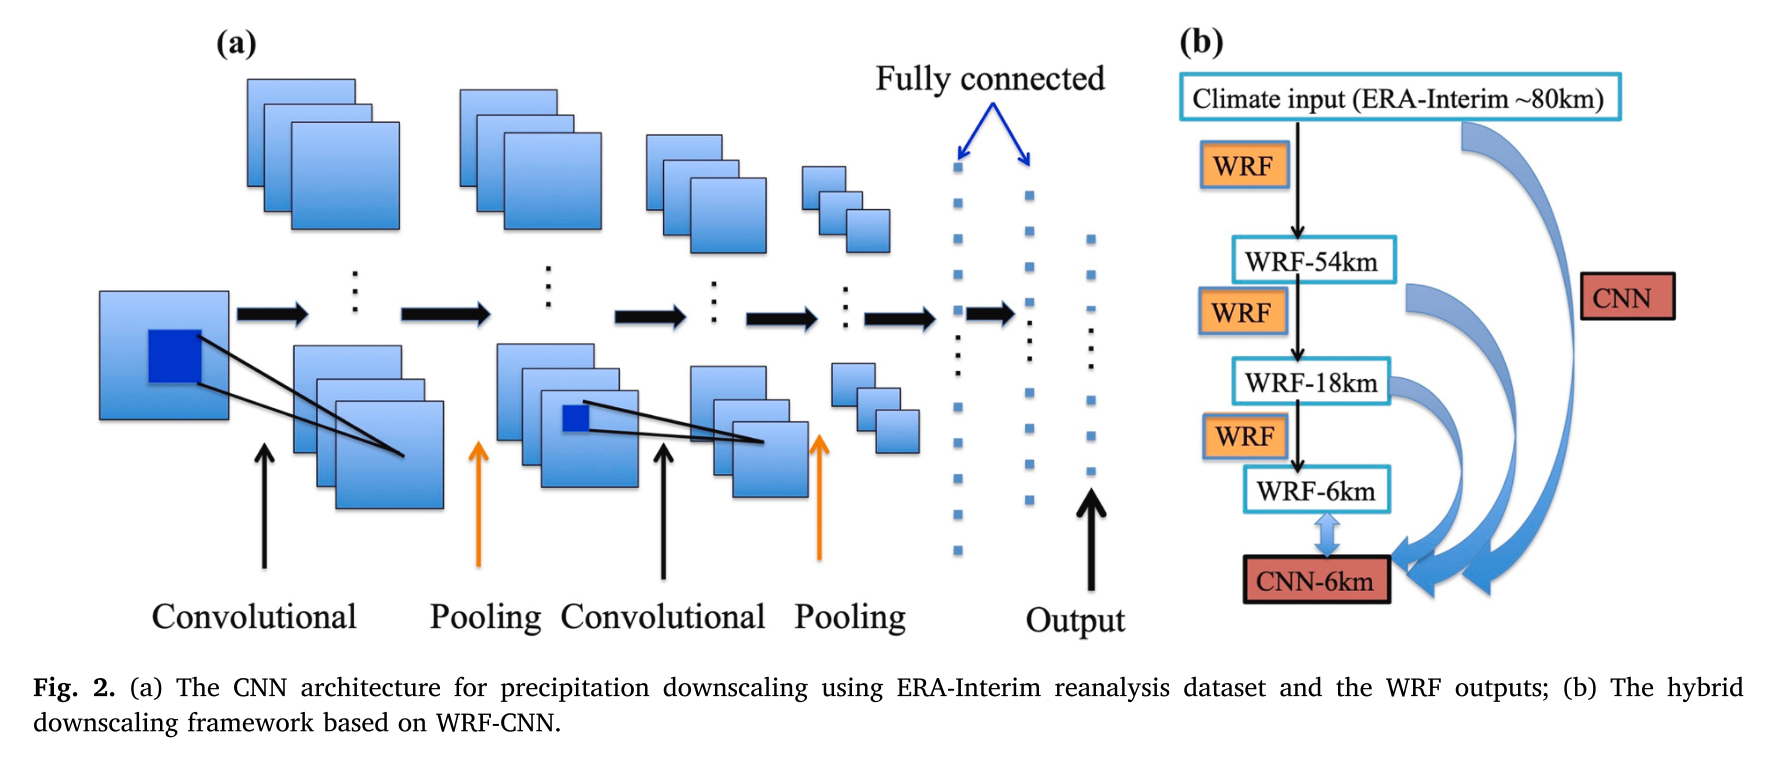 (a)
Fully connected
Convolutional
Pooling
Convolutional
Pooling
Output
(b)
Climate input (ERA-Interim ~80km)
WRF
WRF-54km
CNN
WRF
WRF-18km
WRF
WRF-6km
CNN-6km
Fig. 2. (a) The CNN architecture for precipitation downscaling using ERA-Interim reanalysis dataset and the WRF outputs; (b) The hybrid
downscaling framework based on WRF-CNN.